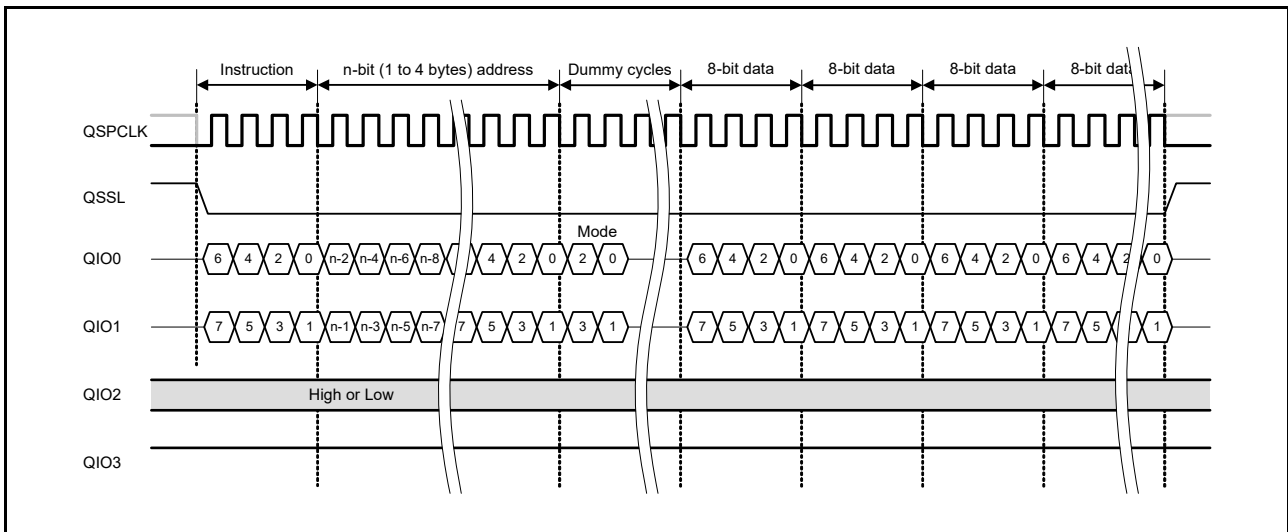 Instruction n-bit (1 to 4 bytes) address Dummy cycles 8-bit data 8-bit data 8-bit data 8-bit data
QSPCLK
QSSL
Mode
QIO0 6 4 2 0 n-2 n-4 n-6 n-8 4 2 0 2 0 6 4 2 0 6 4 2 0 6 4 2 0 6 4 2 0
QIO1 7 5 3 1 n-1 n-3 n-5 n-7 7 5 3 1 3 1 7 5 3 1 7 5 3 1 7 5 3 1 7 5 1
QIO2 High or Low
QIO3